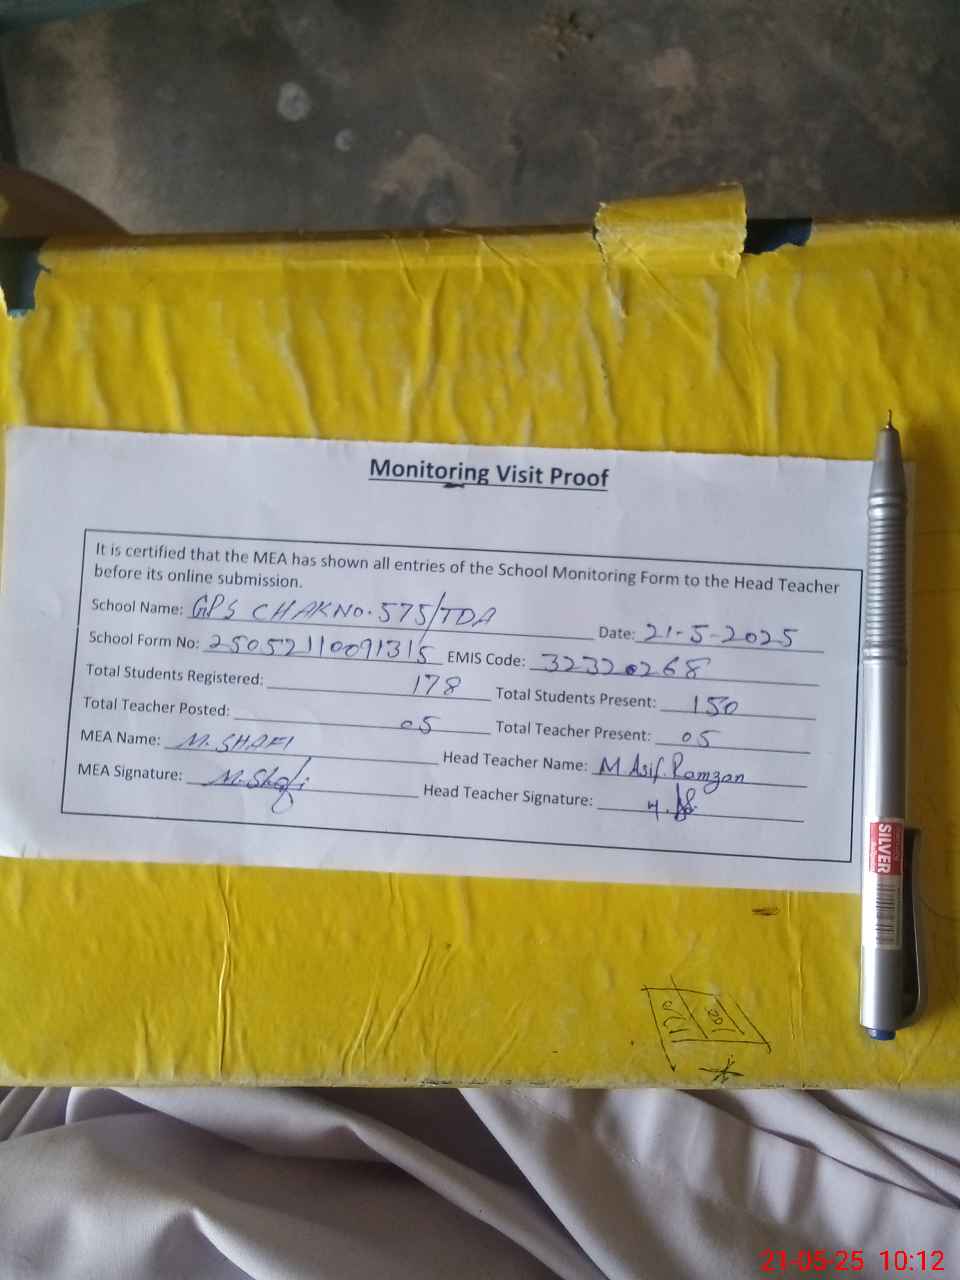 Monitoring Visit Proof
It is certified that the MEA has shown all entries of the School Monitoring Form to the Head Teacher
before its online submission.
School Name: GPS CHAK NO. 575/TDA Date: 21-5-2025
School Form No: 25052110091315 EMIS Code: 32320268
Total Students Registered: 178 Total Students Present: 150
Total Teacher Posted: 05 Total Teacher Present: 05
MEA Name: M. SHAFI Head Teacher Name: M Asif Ramzan
MEA Signature: M. Shafi Head Teacher Signature:
SILVER
21-05-25 10:12